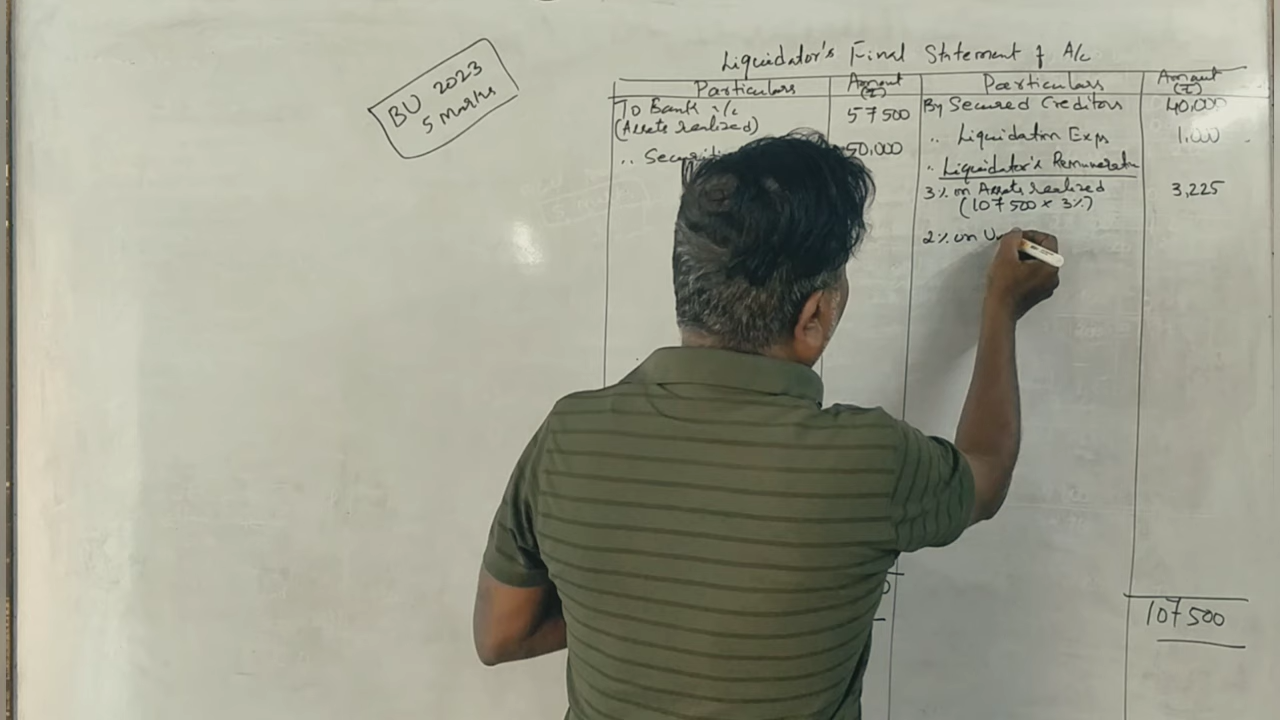 BU 2023
5 marks
Liquidator's Final Statement of A/c
Particulars
Amount
(₹)
Particulars
Amount
(₹)
To Bank A/c
57500
By Secured Creditors
40,000
(Assets realized)
.. Liquidation Exps
1,000
50,000
.. Liquidator's
3% on Assets realized
3,225
(107500 × 3%)
2% on
107500